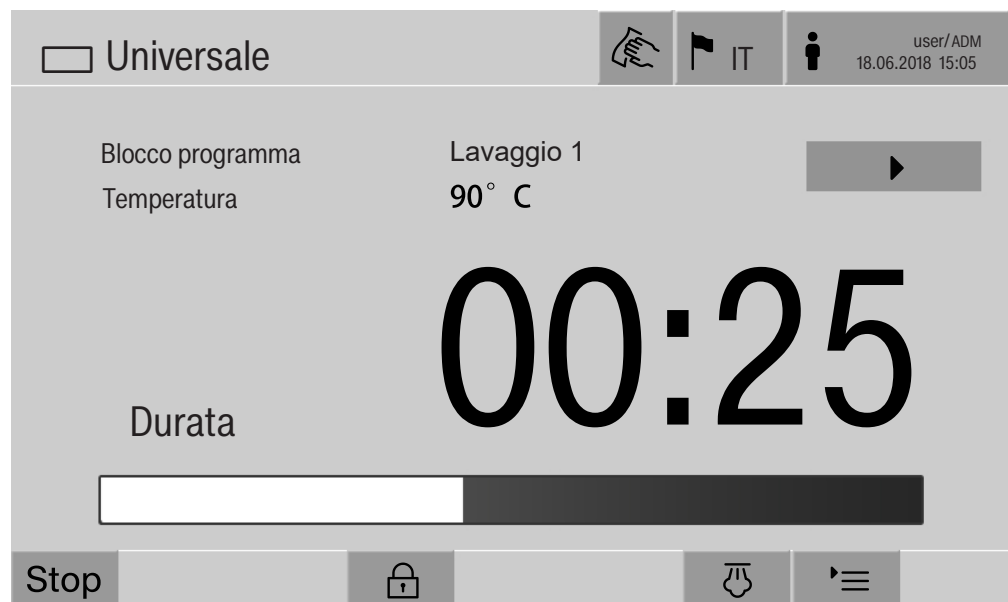 Universale
IT
user/ADM
18.06.2018 15:05
Blocco programma Lavaggio 1
Temperatura 90° C
00:25
Durata
Stop